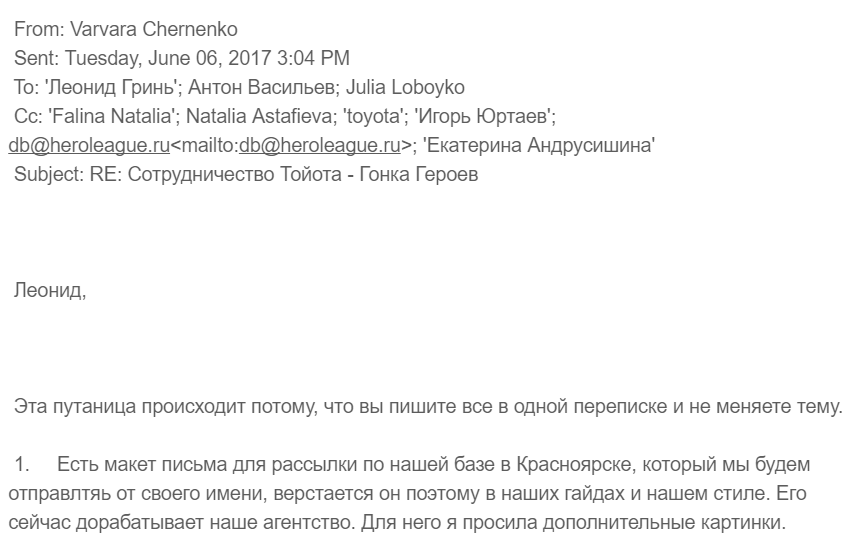 From: Varvara Chernenko
Sent: Tuesday, June 06, 2017 3:04 PM
To: 'Леонид Гринь'; Антон Васильев; Julia Loboyko
Cc: 'Falina Natalia'; Natalia Astafieva; 'toyota'; 'Игорь Юртаев';
db@heroleague.ru<mailto:db@heroleague.ru>; 'Екатерина Андрусишина'
Subject: RE: Сотрудничество Тойота - Гонка Героев
Леонид,
Эта путаница происходит потому, что вы пишите все в одной переписке и не меняете тему.
1. Есть макет письма для рассылки по нашей базе в Красноярске, который мы будем
отправлтяь от своего имени, верстается он поэтому в наших гайдах и нашем стиле. Его
сейчас дорабатывает наше агентство. Для него я просила дополнительные картинки.